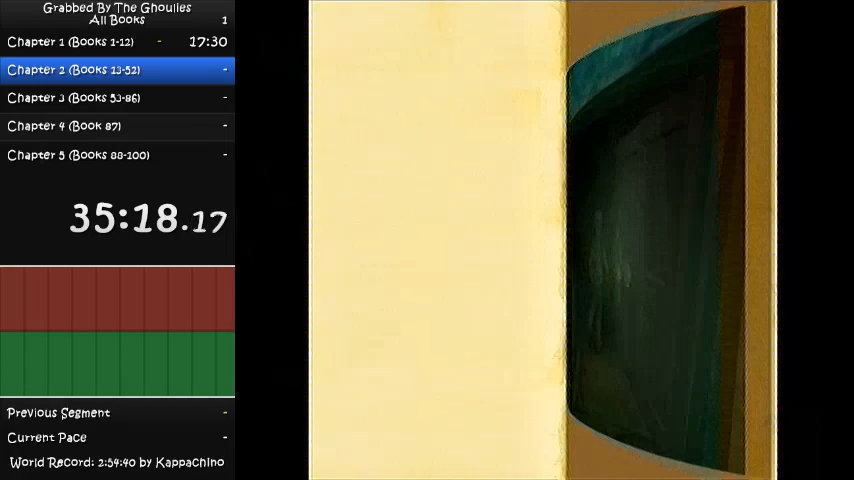 Grabbed By The Ghoulies
All Books 1
Chapter 1 (Books 1-12) - 17:30
Chapter 2 (Books 13-52) -
Chapter 3 (Books 53-86) -
Chapter 4 (Book 87) -
Chapter 5 (Books 88-100) -
35:18.17
Previous Segment -
Current Pace -
World Record: 2:54:40 by Kappachino